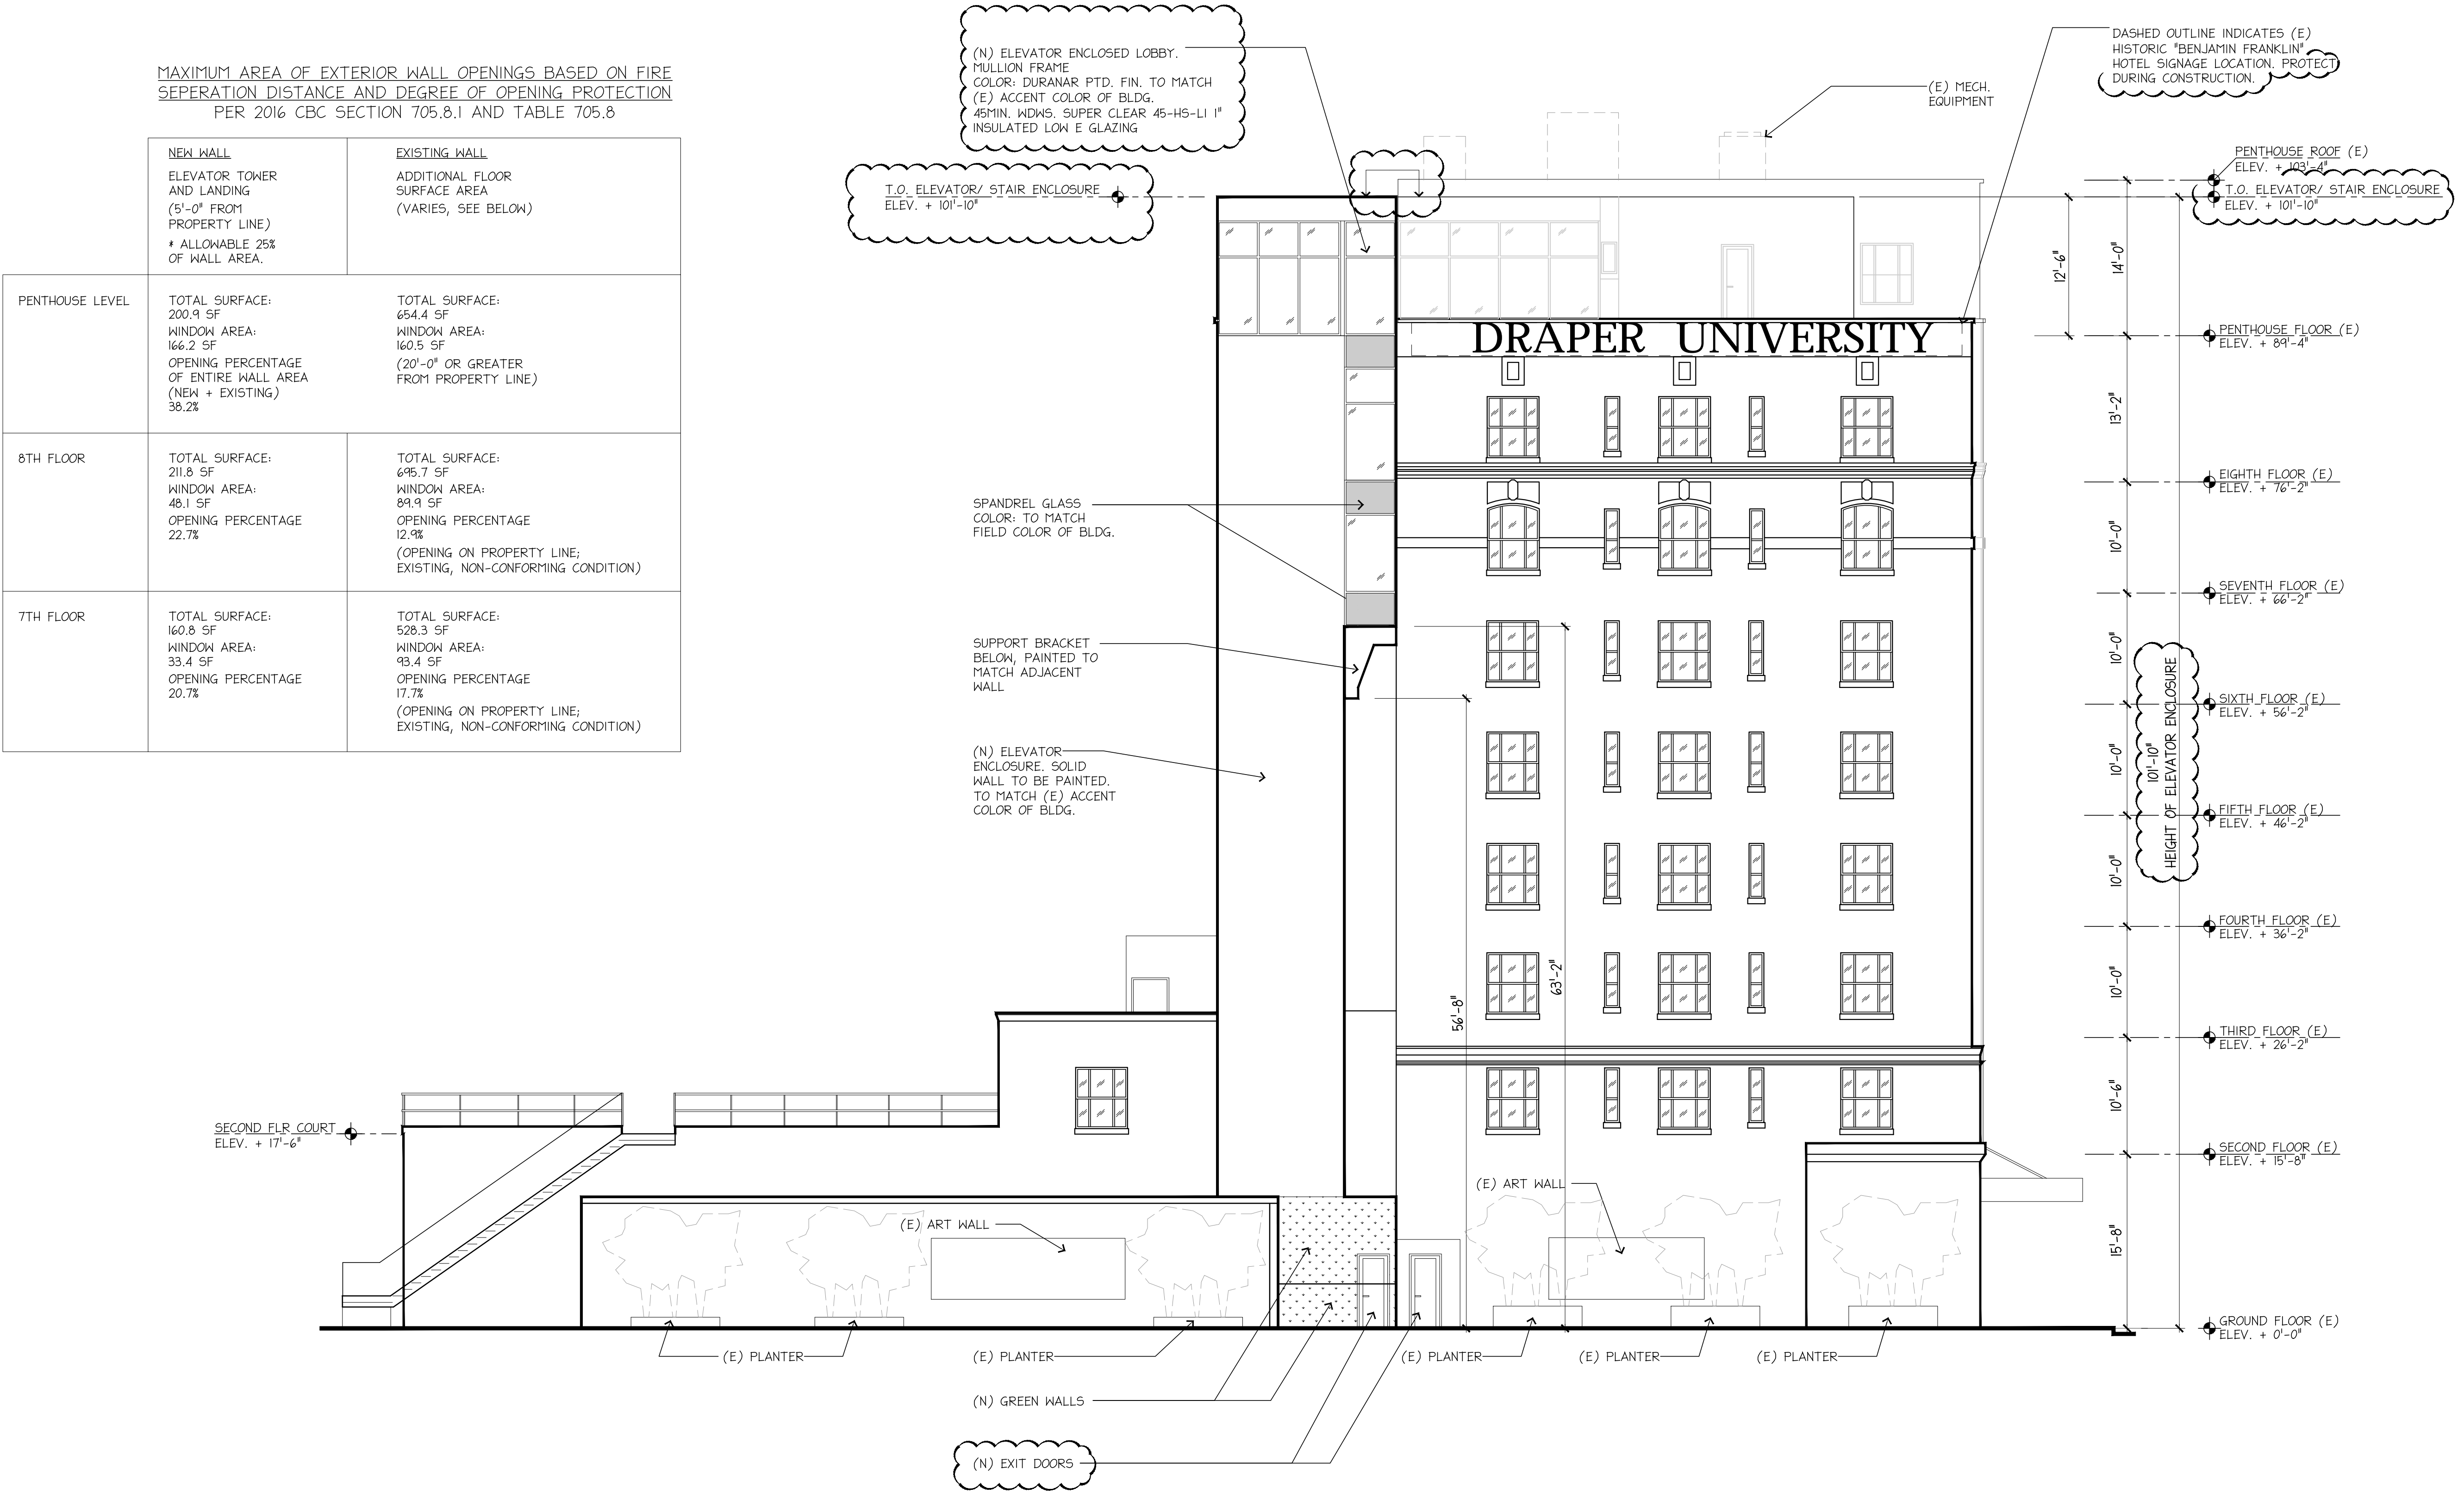 MAXIMUM AREA OF EXTERIOR WALL OPENINGS BASED ON FIRE
SEPERATION DISTANCE AND DEGREE OF OPENING PROTECTION
PER 2016 CBC SECTION 705.8.1 AND TABLE 705.8
NEW WALL
ELEVATOR TOWER
AND LANDING
(5'-0" FROM
PROPERTY LINE)
* ALLOWABLE 25%
OF WALL AREA.
EXISTING WALL
ADDITIONAL FLOOR
SURFACE AREA
(VARIES, SEE BELOW)
PENTHOUSE LEVEL
TOTAL SURFACE:
200.9 SF
WINDOW AREA:
166.2 SF
OPENING PERCENTAGE
OF ENTIRE WALL AREA
(NEW + EXISTING)
38.2%
TOTAL SURFACE:
654.4 SF
WINDOW AREA:
160.5 SF
(20'-0" OR GREATER
FROM PROPERTY LINE)
8TH FLOOR
TOTAL SURFACE:
211.8 SF
WINDOW AREA:
48.1 SF
OPENING PERCENTAGE
22.7%
TOTAL SURFACE:
695.7 SF
WINDOW AREA:
89.9 SF
OPENING PERCENTAGE
12.9%
(OPENING ON PROPERTY LINE;
EXISTING, NON-CONFORMING CONDITION)
7TH FLOOR
TOTAL SURFACE:
160.8 SF
WINDOW AREA:
33.4 SF
OPENING PERCENTAGE
20.7%
TOTAL SURFACE:
528.3 SF
WINDOW AREA:
93.4 SF
OPENING PERCENTAGE
17.7%
(OPENING ON PROPERTY LINE;
EXISTING, NON-CONFORMING CONDITION)
(N) ELEVATOR ENCLOSED LOBBY.
MULLION FRAME
COLOR: DURANAR PTD. FIN. TO MATCH
(E) ACCENT COLOR OF BLDG.
45MIN. WDWS. SUPER CLEAR 45-HS-LI 1"
INSULATED LOW E GLAZING
T.O. ELEVATOR/ STAIR ENCLOSURE
ELEV. + 101'-10"
(E) MECH.
EQUIPMENT
DASHED OUTLINE INDICATES (E)
HISTORIC "BENJAMIN FRANKLIN"
HOTEL SIGNAGE LOCATION. PROTECT
DURING CONSTRUCTION.
PENTHOUSE ROOF (E)
ELEV. + 103'-4"
T.O. ELEVATOR/ STAIR ENCLOSURE
ELEV. + 101'-10"
12'-6"
14'-0"
DRAPER UNIVERSITY
PENTHOUSE FLOOR (E)
ELEV. + 89'-4"
13'-2"
EIGHTH FLOOR (E)
ELEV. + 76'-2"
SPANDREL GLASS
COLOR: TO MATCH
FIELD COLOR OF BLDG.
10'-0"
SEVENTH FLOOR (E)
ELEV. + 66'-2"
SUPPORT BRACKET
BELOW, PAINTED TO
MATCH ADJACENT
WALL
10'-0"
SIXTH FLOOR (E)
ELEV. + 56'-2"
(N) ELEVATOR
ENCLOSURE. SOLID
WALL TO BE PAINTED.
TO MATCH (E) ACCENT
COLOR OF BLDG.
10'-0"
101'-10"
HEIGHT OF ELEVATOR ENCLOSURE
FIFTH FLOOR (E)
ELEV. + 46'-2"
10'-0"
FOURTH FLOOR (E)
ELEV. + 36'-2"
56'-8"
63'-2"
10'-0"
THIRD FLOOR (E)
ELEV. + 26'-2"
10'-6"
SECOND FLR COURT
ELEV. + 17'-6"
SECOND FLOOR (E)
ELEV. + 15'-8"
(E) ART WALL
(E) ART WALL
15'-8"
GROUND FLOOR (E)
ELEV. + 0'-0"
(E) PLANTER
(E) PLANTER
(E) PLANTER
(E) PLANTER
(E) PLANTER
(N) GREEN WALLS
(N) EXIT DOORS